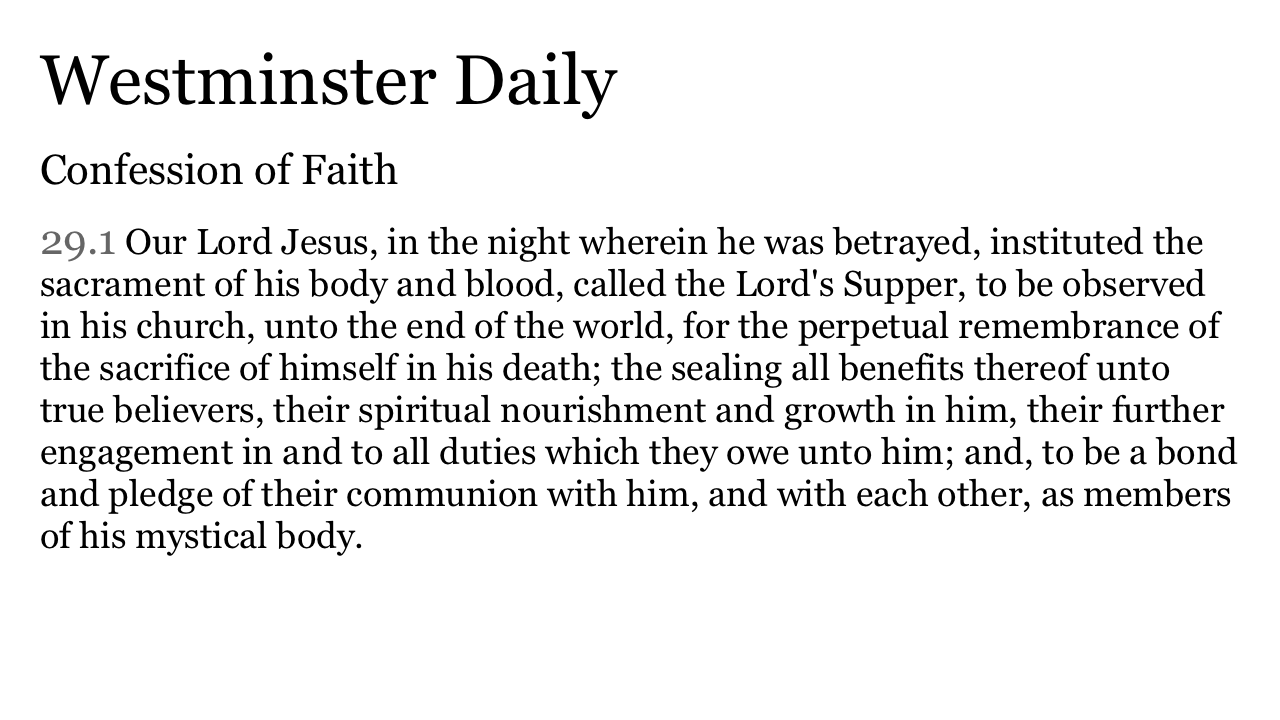 Westminster Daily
Confession of Faith
29.1 Our Lord Jesus, in the night wherein he was betrayed, instituted the
sacrament of his body and blood, called the Lord's Supper, to be observed
in his church, unto the end of the world, for the perpetual remembrance of
the sacrifice of himself in his death; the sealing all benefits thereof unto
true believers, their spiritual nourishment and growth in him, their further
engagement in and to all duties which they owe unto him; and, to be a bond
and pledge of their communion with him, and with each other, as members
of his mystical body.